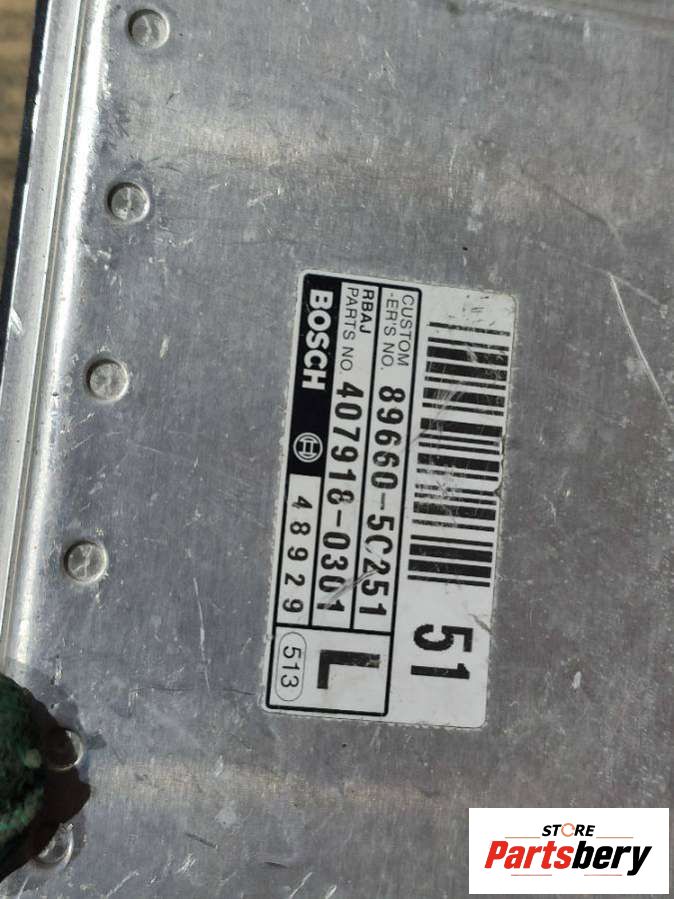 51
CUSTOM
-ER'S NO. 89660-5C251
RBAJ
PARTS NO. 407918-0301
L
BOSCH 48929 513
STORE
Partsbery